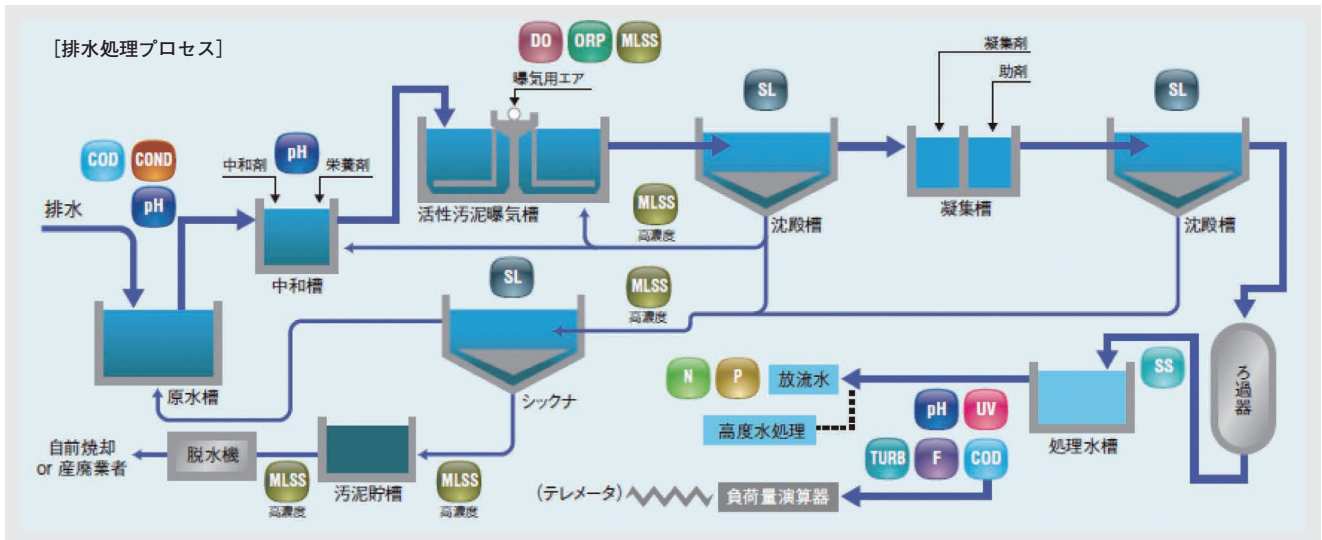 [排水処理プロセス]
DO
ORP
MLSS
曝気用エア
凝集剤
助剤
SL
SL
COD
COND
pH
排水
中和剤
pH
栄養剤
活性汚泥曝気槽
MLSS
高濃度
沈殿槽
凝集槽
沈殿槽
中和槽
SL
MLSS
高濃度
原水槽
シックナ
N
P
放流水
高度水処理
pH
UV
SS
処理水槽
ろ過器
TURB
F
COD
自前焼却
or 産廃業者
脱水機
MLSS
高濃度
汚泥貯槽
MLSS
高濃度
(テレメータ)
負荷量演算器